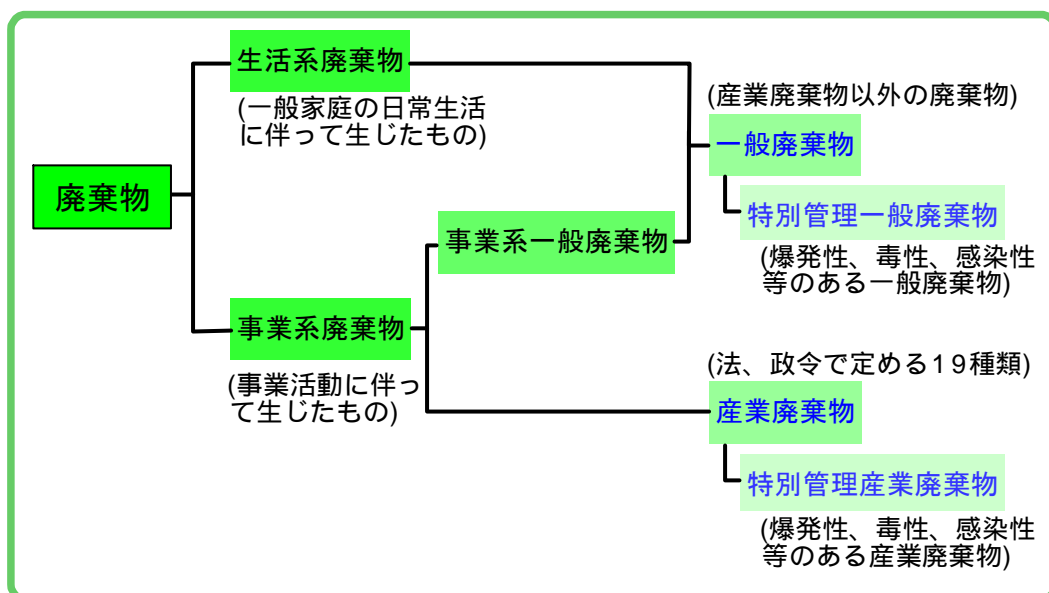 廃棄物
生活系廃棄物
(一般家庭の日常生活
に伴って生じたもの)
事業系廃棄物
(事業活動に伴っ
て生じたもの)
事業系一般廃棄物
(産業廃棄物以外の廃棄物)
一般廃棄物
特別管理一般廃棄物
(爆発性、毒性、感染性
等のある一般廃棄物)
(法、政令で定める19種類)
産業廃棄物
特別管理産業廃棄物
(爆発性、毒性、感染性
等のある産業廃棄物)